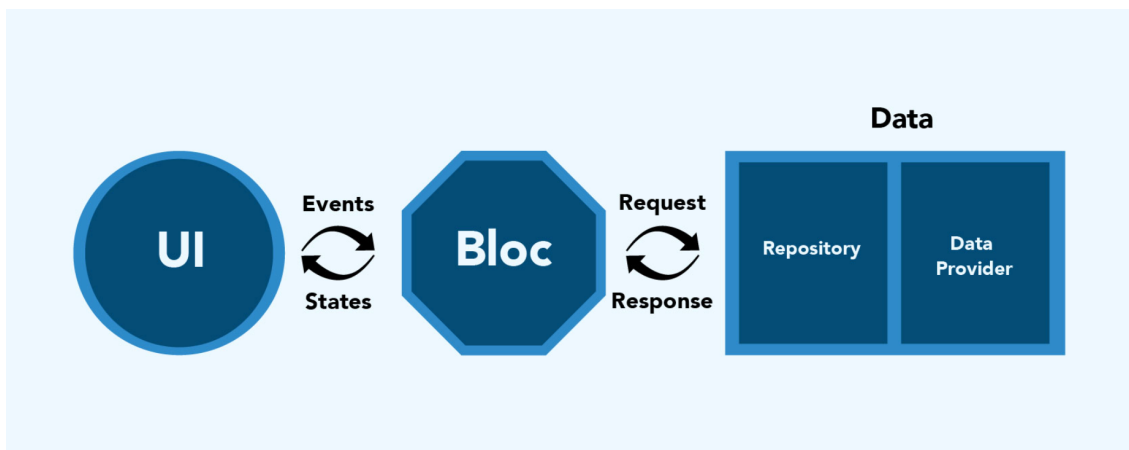 Data
UI
Events
States
Bloc
Request
Response
Repository
Data
Provider